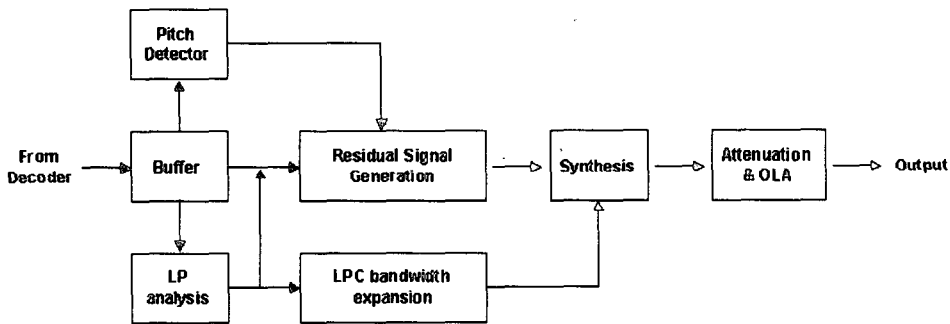 Pitch
Detector
From
Decoder
Buffer
Residual Signal
Generation
Synthesis
Attenuation
& OLA
Output
LP
analysis
LPC bandwidth
expansion